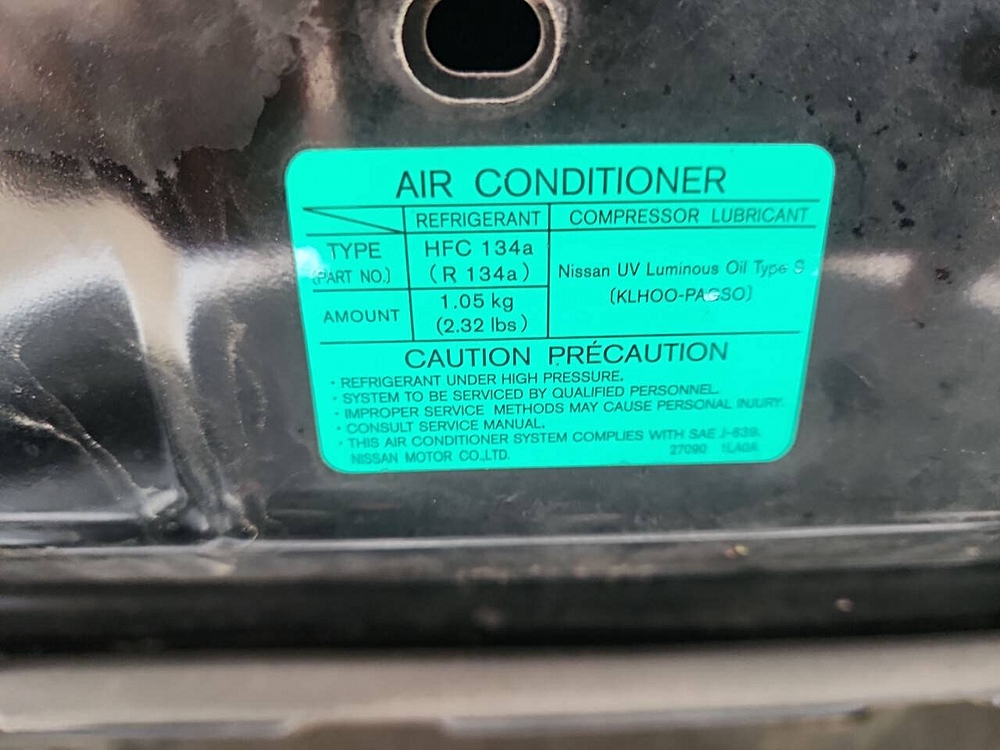 AIR CONDITIONER
REFRIGERANT COMPRESSOR LUBRICANT
TYPE HFC 134a
(PART NO.) (R 134a) Nissan UV Luminous Oil Type S
1.05 kg (KLH00-PAGS0)
AMOUNT (2.32 lbs)
CAUTION PRÉCAUTION
· REFRIGERANT UNDER HIGH PRESSURE.
· SYSTEM TO BE SERVICED BY QUALIFIED PERSONNEL.
· IMPROPER SERVICE METHODS MAY CAUSE PERSONAL INJURY.
· CONSULT SERVICE MANUAL.
· THIS AIR CONDITIONER SYSTEM COMPLIES WITH SAE J-639.
NISSAN MOTOR CO.,LTD. 27090 1LA0A